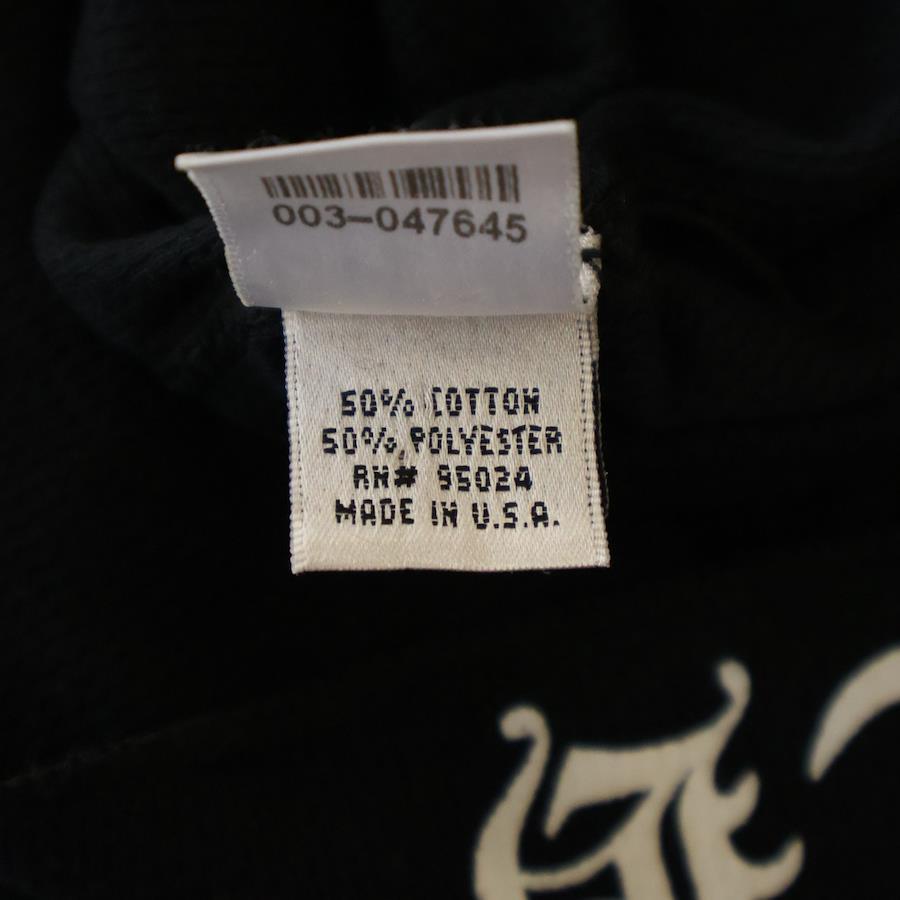 003-047645
50% COTTON
50% POLYESTER
RN# 95024
MADE IN U.S.A.